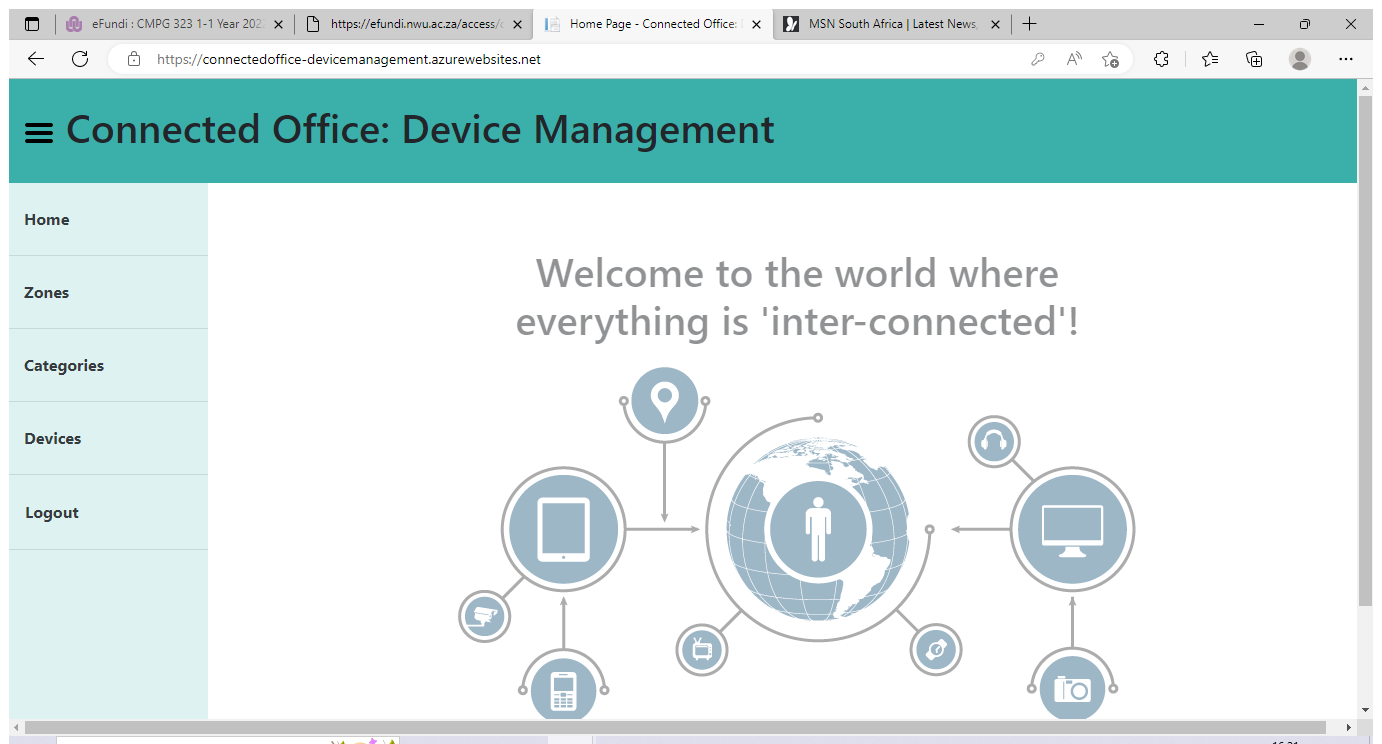 eFundi : CMPG 323 1-1 Year 202
https://efundi.nwu.ac.za/access/c
Home Page - Connected Office:
MSN South Africa | Latest News,
https://connectedoffice-devicemanagement.azurewebsites.net
Connected Office: Device Management
Home
Zones
Categories
Devices
Logout
Welcome to the world where
everything is 'inter-connected'!